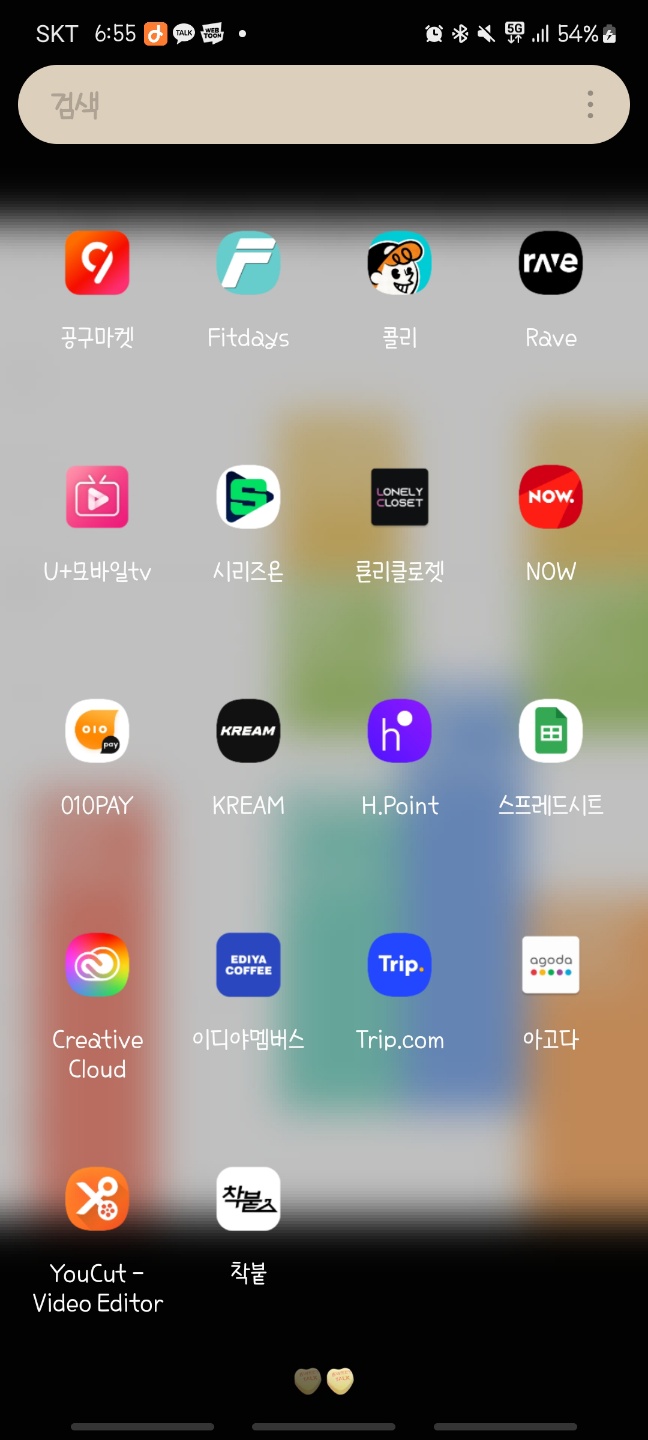 SKT 6:55 TALK WEB TOON 5G 54%
검색
rave
공구마켓 Fitdays 콜리 Rave
LONELY CLOSET NOW.
U+모바일tv 시리즈온 론리클로젯 NOW
010 pay KREAM h
010PAY KREAM H.Point 스프레드시트
EDIYA COFFEE Trip. agoda
Creative Cloud 이디야멤버스 Trip.com 아고다
착붙
YouCut - Video Editor 착붙